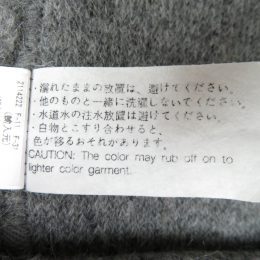 ・濡れたままの放置は、避けてください。
・他のものと一緒に洗濯しないでください。
・水道水の注水放置は避けてください。
・白物とこすり合わせると、
色が移るおそれがあります。
CAUTION: The color may rub off on to
lighter color garment.
2114222